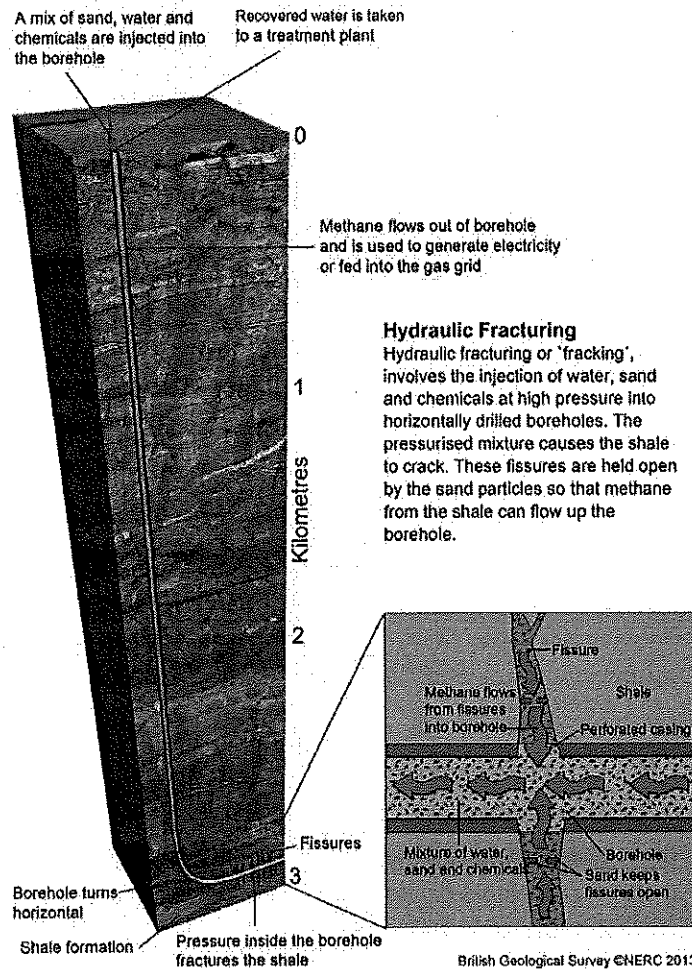 A mix of sand, water and
chemicals are injected into
the borehole
Recovered water is taken
to a treatment plant
0
Methane flows out of borehole
and is used to generate electricity
or fed into the gas grid
Hydraulic Fracturing
Hydraulic fracturing or 'fracking',
involves the injection of water, sand
and chemicals at high pressure into
horizontally drilled boreholes. The
pressurised mixture causes the shale
to crack. These fissures are held open
by the sand particles so that methane
from the shale can flow up the
borehole.
1
Kilometres
2
Fissure
Methane flows
from fissures
into borehole
Shale
Perforated casing
Mixture of water,
sand and chemicals
Borehole
Sand keeps
fissures open
Fissures
3
Borehole turns
horizontal
Shale formation
Pressure inside the borehole
fractures the shale
British Geological Survey ©NERC 2013